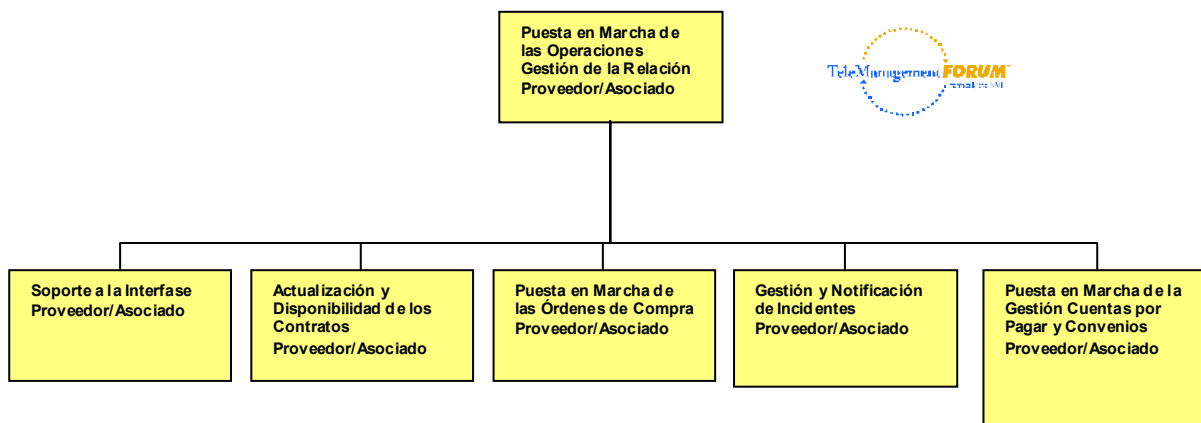 Puesta en Marcha de
las Operaciones
Gestión de la Relación
Proveedor/Asociado
TeleManagement FORUM
Soporte a la Interfase
Proveedor/Asociado
Actualización y
Disponibilidad de los
Contratos
Proveedor/Asociado
Puesta en Marcha de
las Órdenes de Compra
Proveedor/Asociado
Gestión y Notificación
de Incidentes
Proveedor/Asociado
Puesta en Marcha de la
Gestión Cuentas por
Pagar y Convenios
Proveedor/Asociado